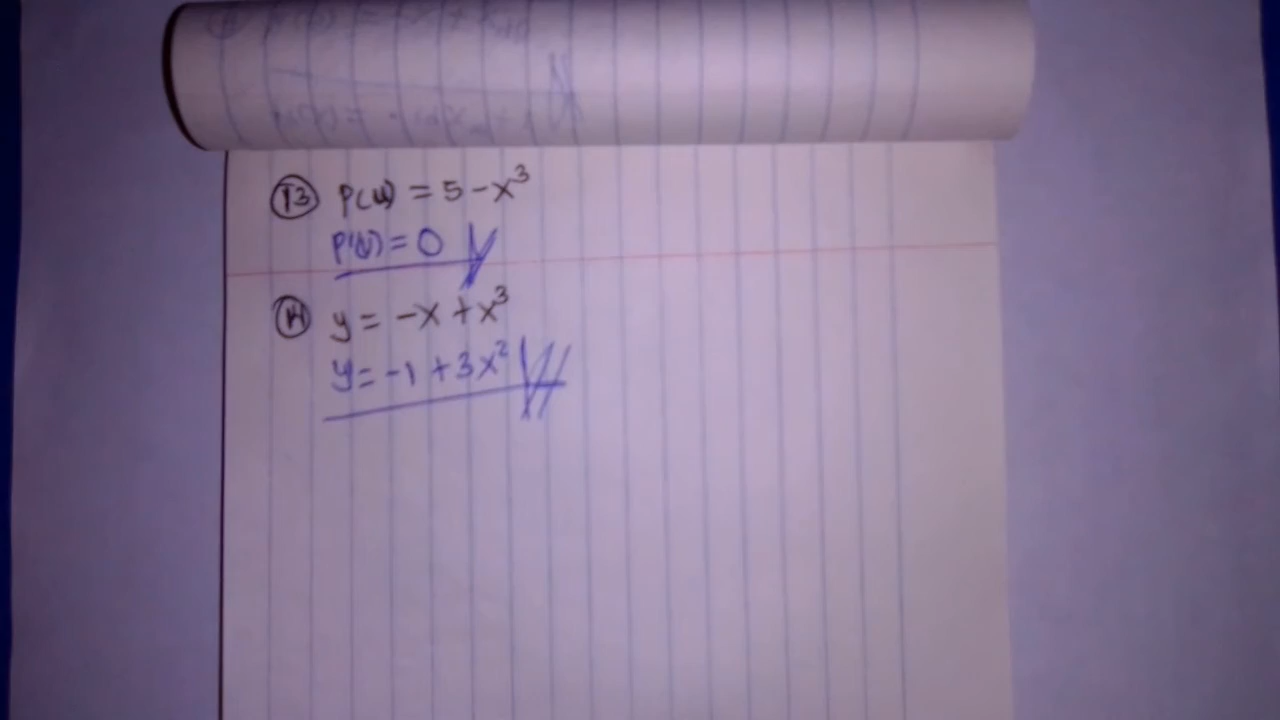 13 P(u) = 5 - x³
P'(u) = 0
14 y = -x + x³
y = -1 + 3x²